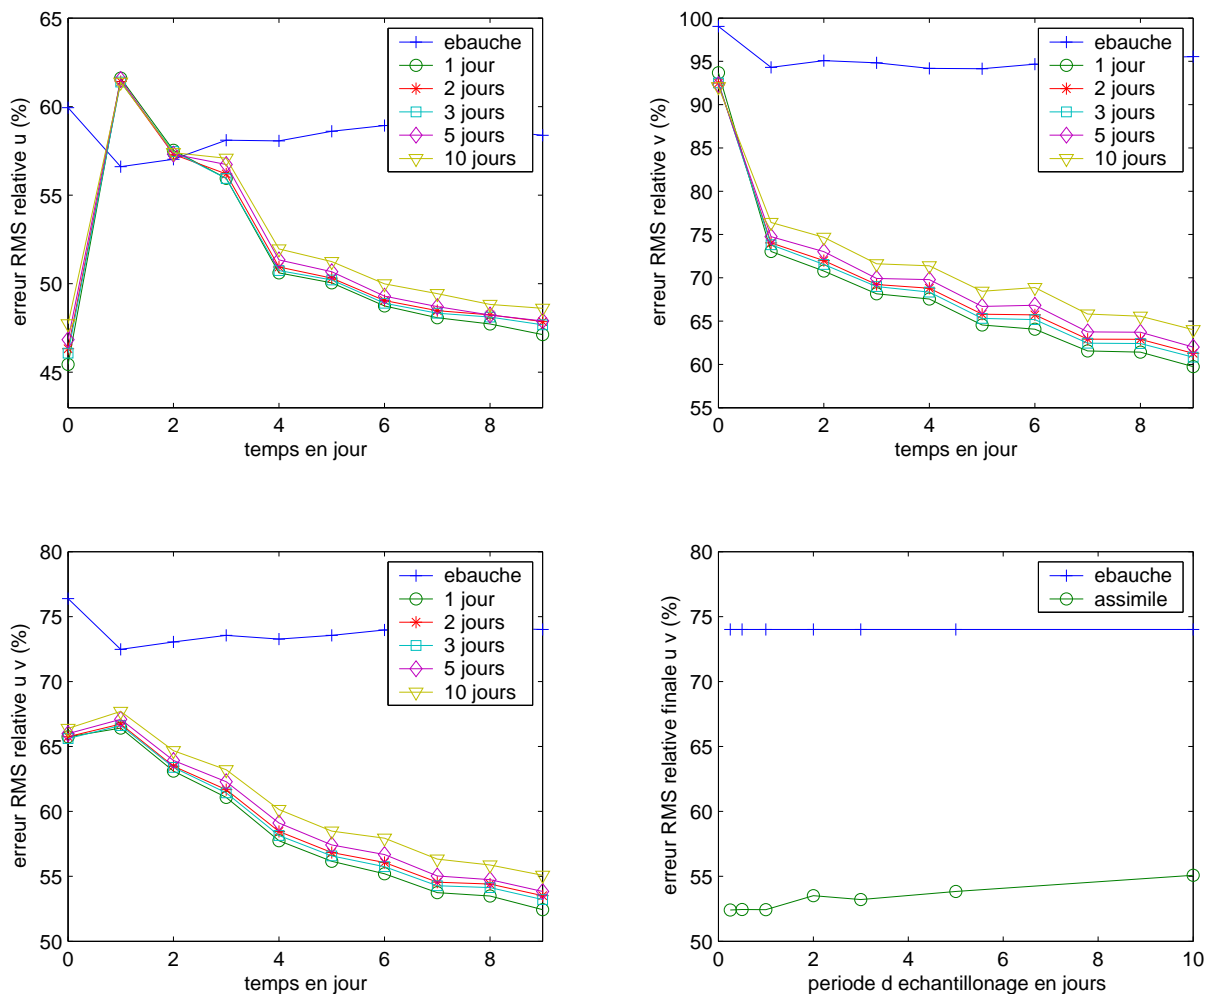 65
60
55
50
45
0
2
4
6
8
erreur RMS relative u (%)
temps en jour
ebauche
1 jour
2 jours
3 jours
5 jours
10 jours
100
95
90
85
80
75
70
65
60
55
0
2
4
6
8
erreur RMS relative v (%)
temps en jour
ebauche
1 jour
2 jours
3 jours
5 jours
10 jours
80
75
70
65
60
55
50
0
2
4
6
8
erreur RMS relative u v (%)
temps en jour
ebauche
1 jour
2 jours
3 jours
5 jours
10 jours
80
75
70
65
60
55
50
0
2
4
6
8
10
erreur RMS relative finale u v (%)
periode d echantillonage en jours
ebauche
assimile